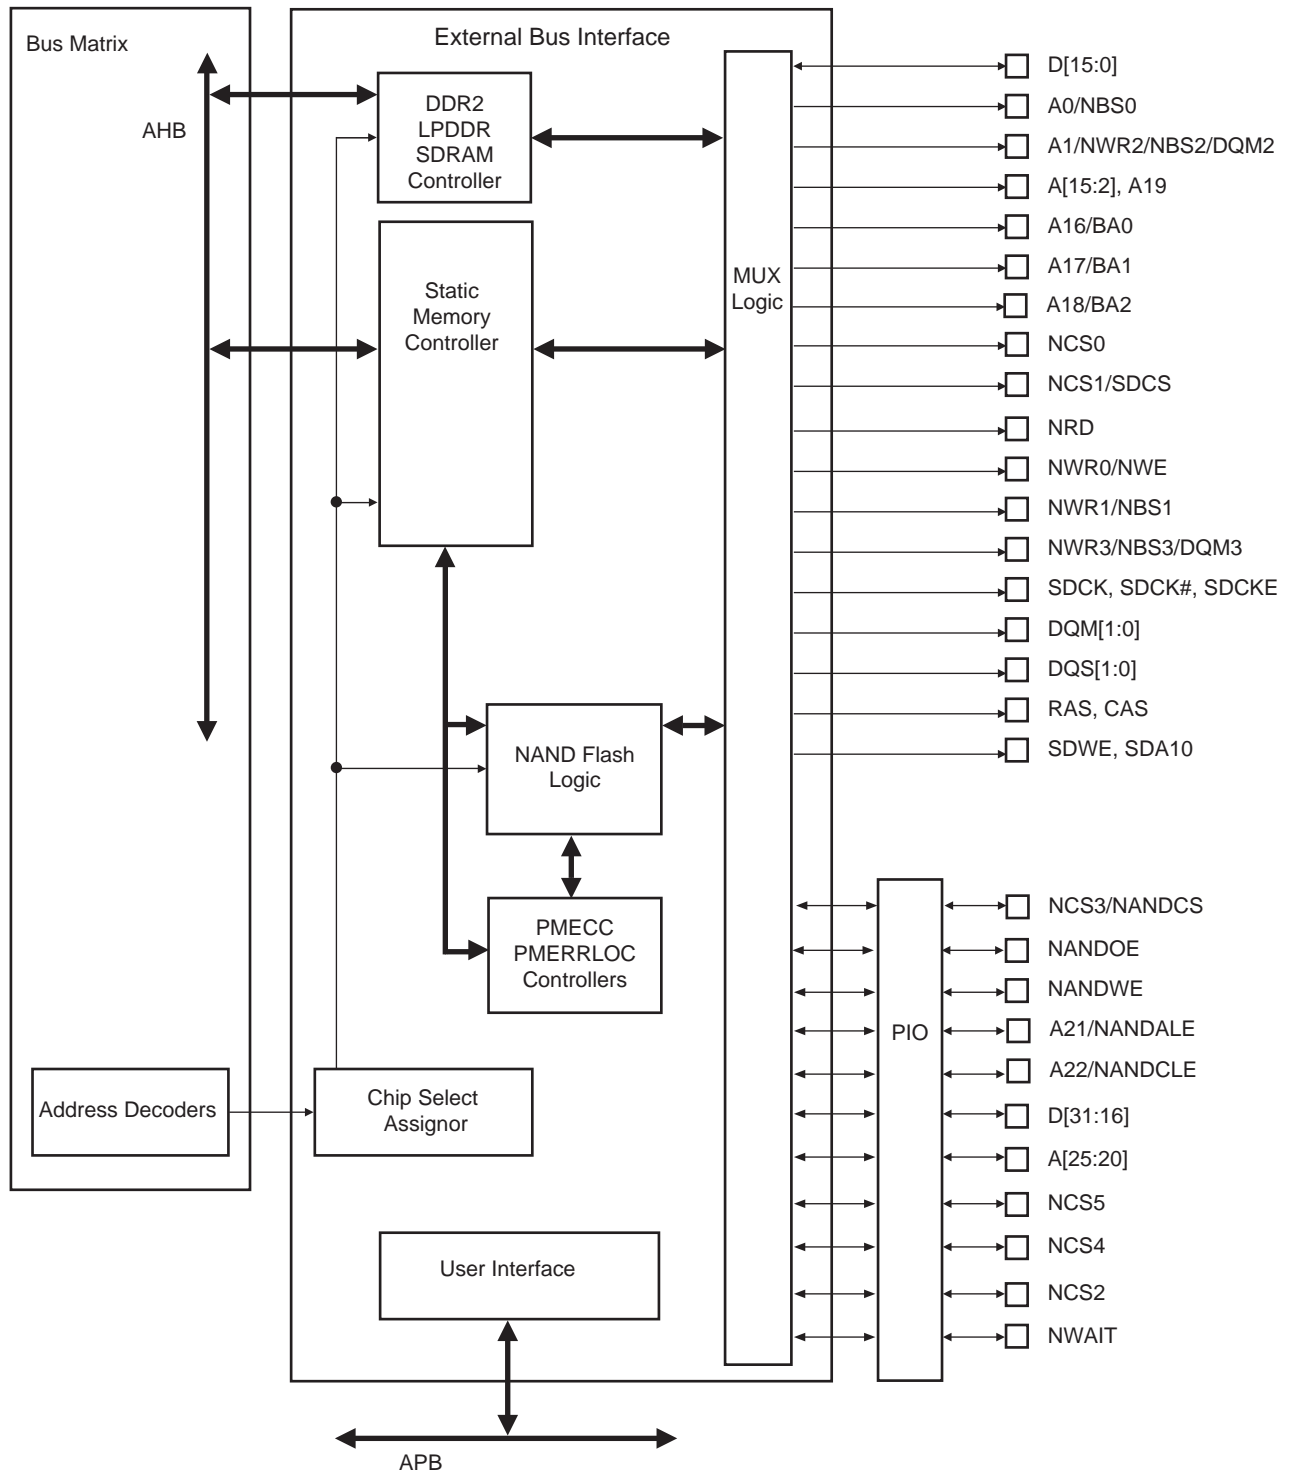 Bus Matrix
AHB
Address Decoders
External Bus Interface
DDR2
LPDDR
SDRAM
Controller
Static
Memory
Controller
NAND Flash
Logic
PMECC
PMERRLOC
Controllers
Chip Select
Assignor
User Interface
APB
MUX
Logic
PIO
D[15:0]
A0/NBS0
A1/NWR2/NBS2/DQM2
A[15:2], A19
A16/BA0
A17/BA1
A18/BA2
NCS0
NCS1/SDCS
NRD
NWR0/NWE
NWR1/NBS1
NWR3/NBS3/DQM3
SDCK, SDCK#, SDCKE
DQM[1:0]
DQS[1:0]
RAS, CAS
SDWE, SDA10
NCS3/NANDCS
NANDOE
NANDWE
A21/NANDALE
A22/NANDCLE
D[31:16]
A[25:20]
NCS5
NCS4
NCS2
NWAIT